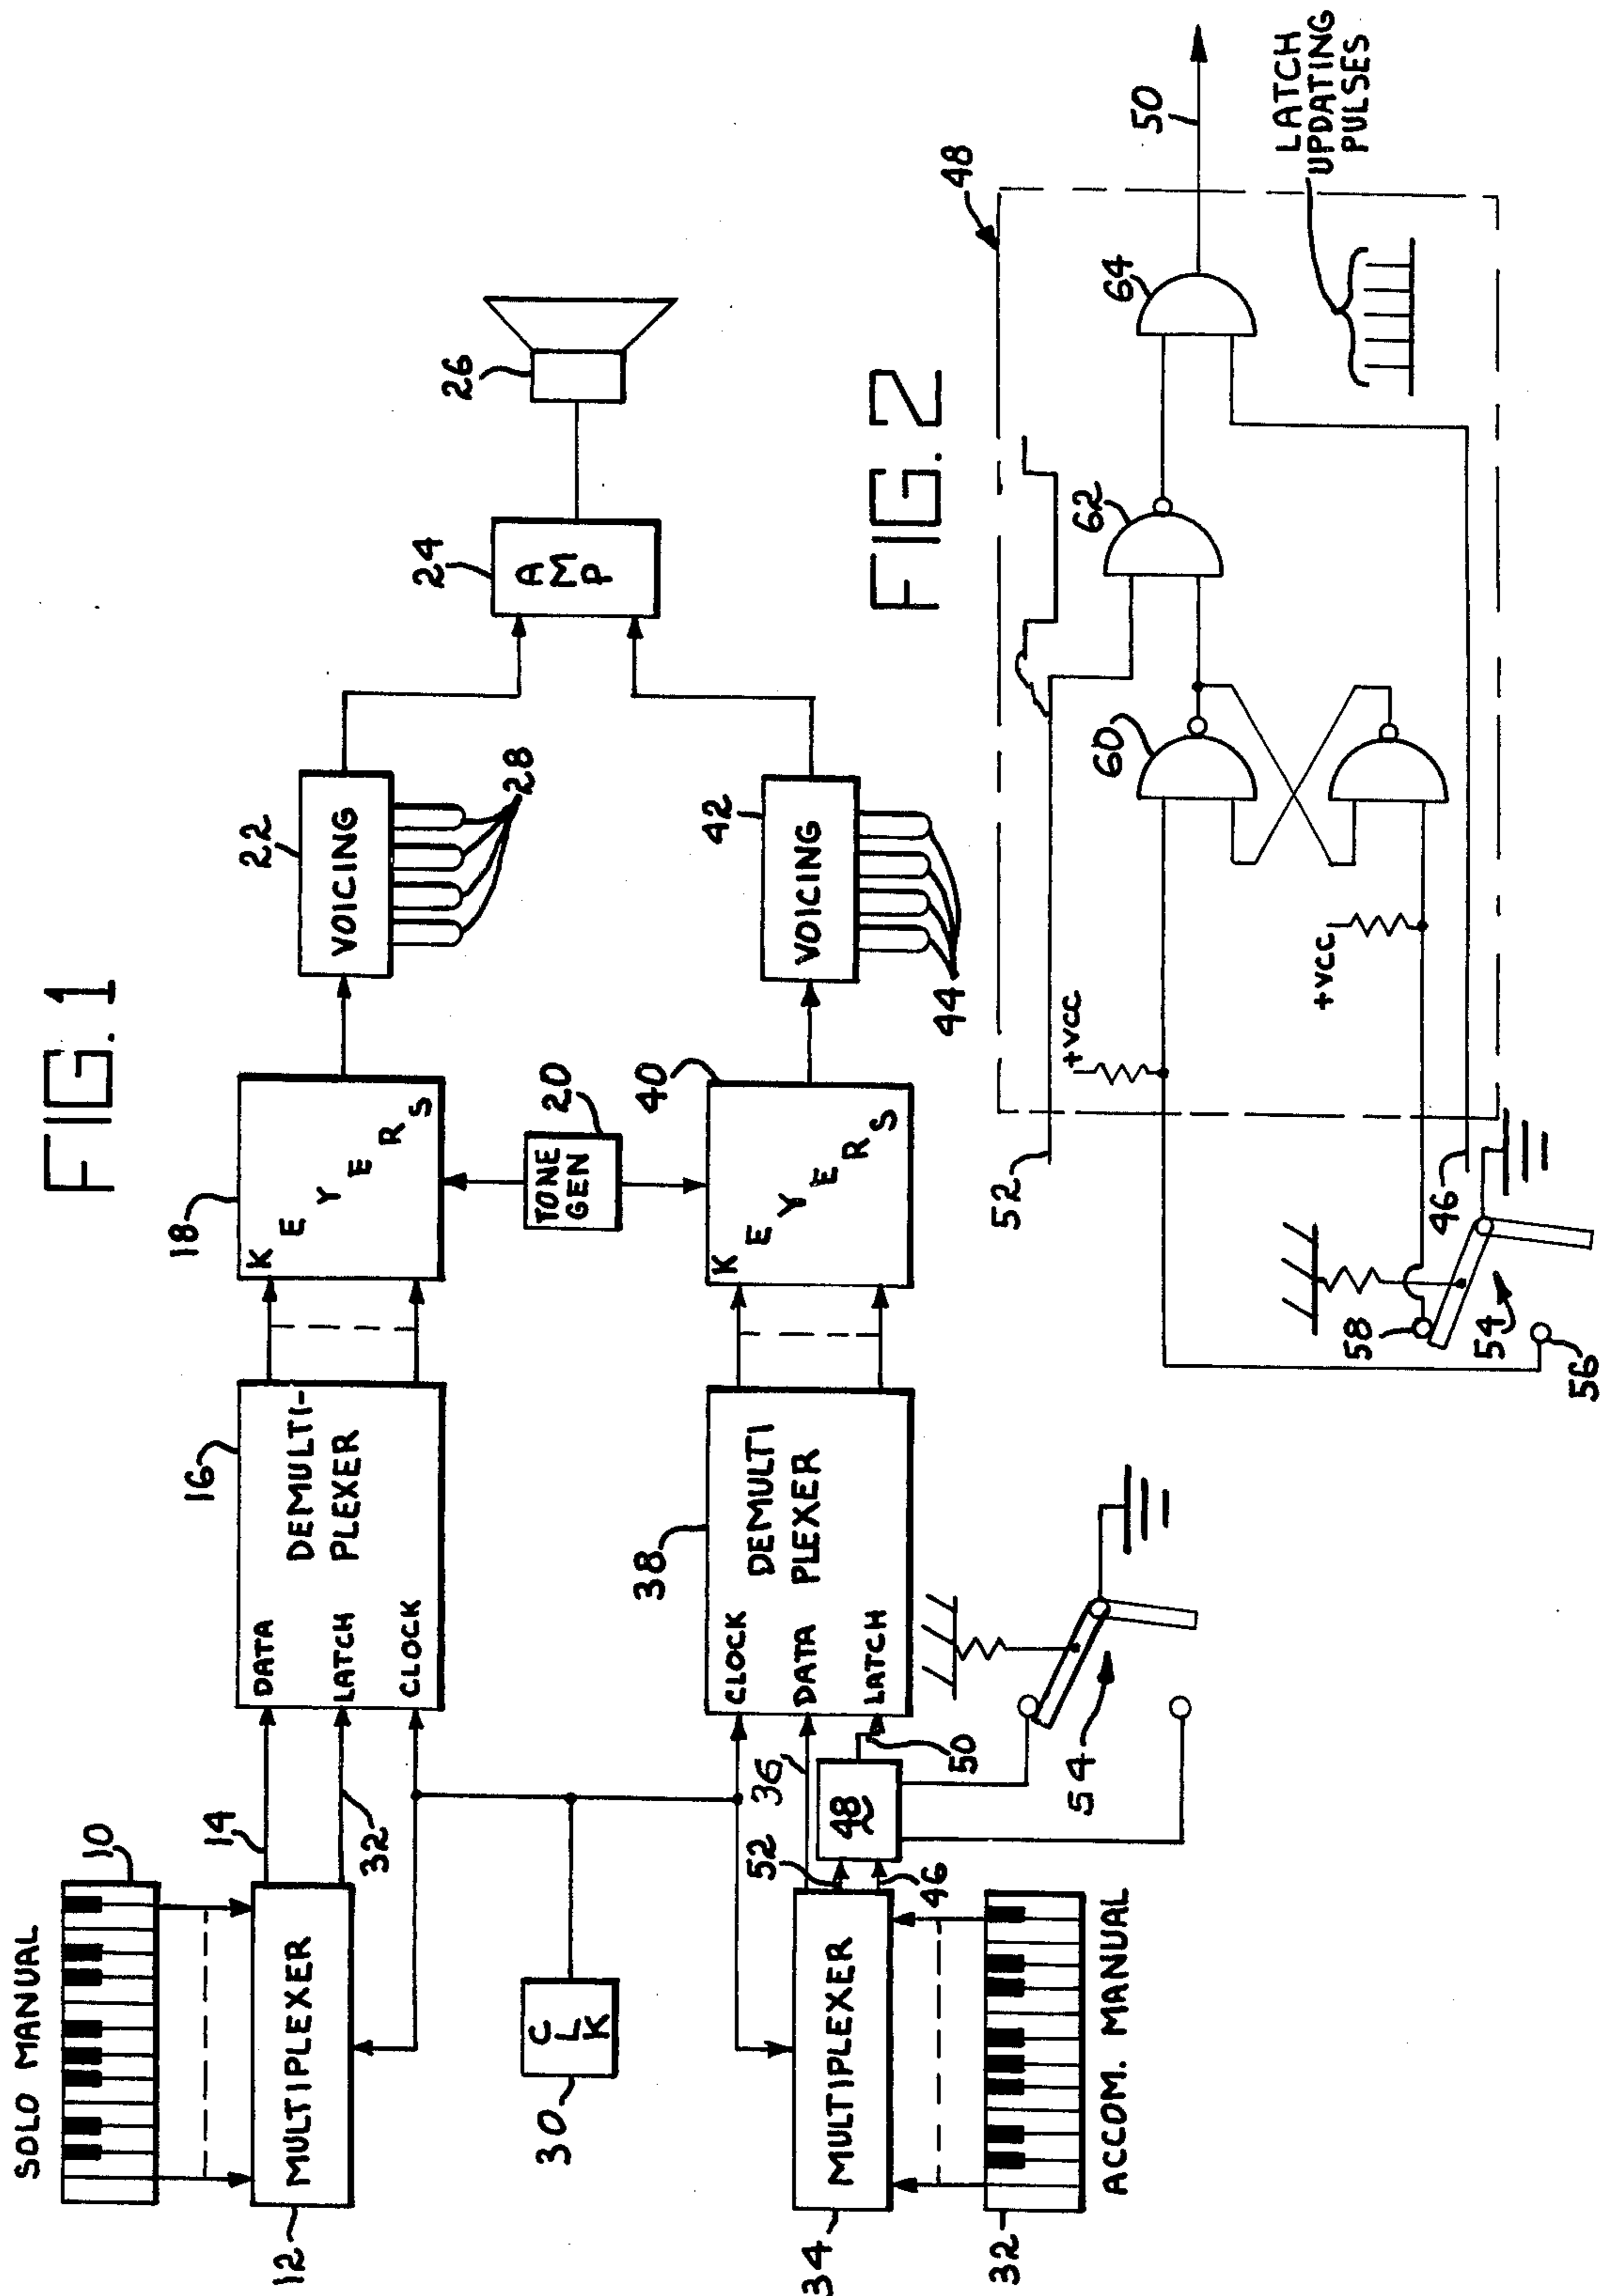 FIG. 1
SOLO MANUAL
10
12
MULTIPLEXER
14
32
16
DEMULTI-
PLEXER
DATA
LATCH
CLOCK
18
KEYERS
22
VOICING
28
24
AMP
26
CLK
30
20
TONE
GEN
34
MULTIPLEXER
32
ACCOM. MANUAL
52
46
48
36
50
38
DEMULTI
PLEXER
CLOCK
DATA
LATCH
54
40
KEYERS
42
VOICING
44
FIG. 2
48
52
+VCC
+VCC
60
62
64
50
LATCH
UPDATING
PULSES
46
58
54
56